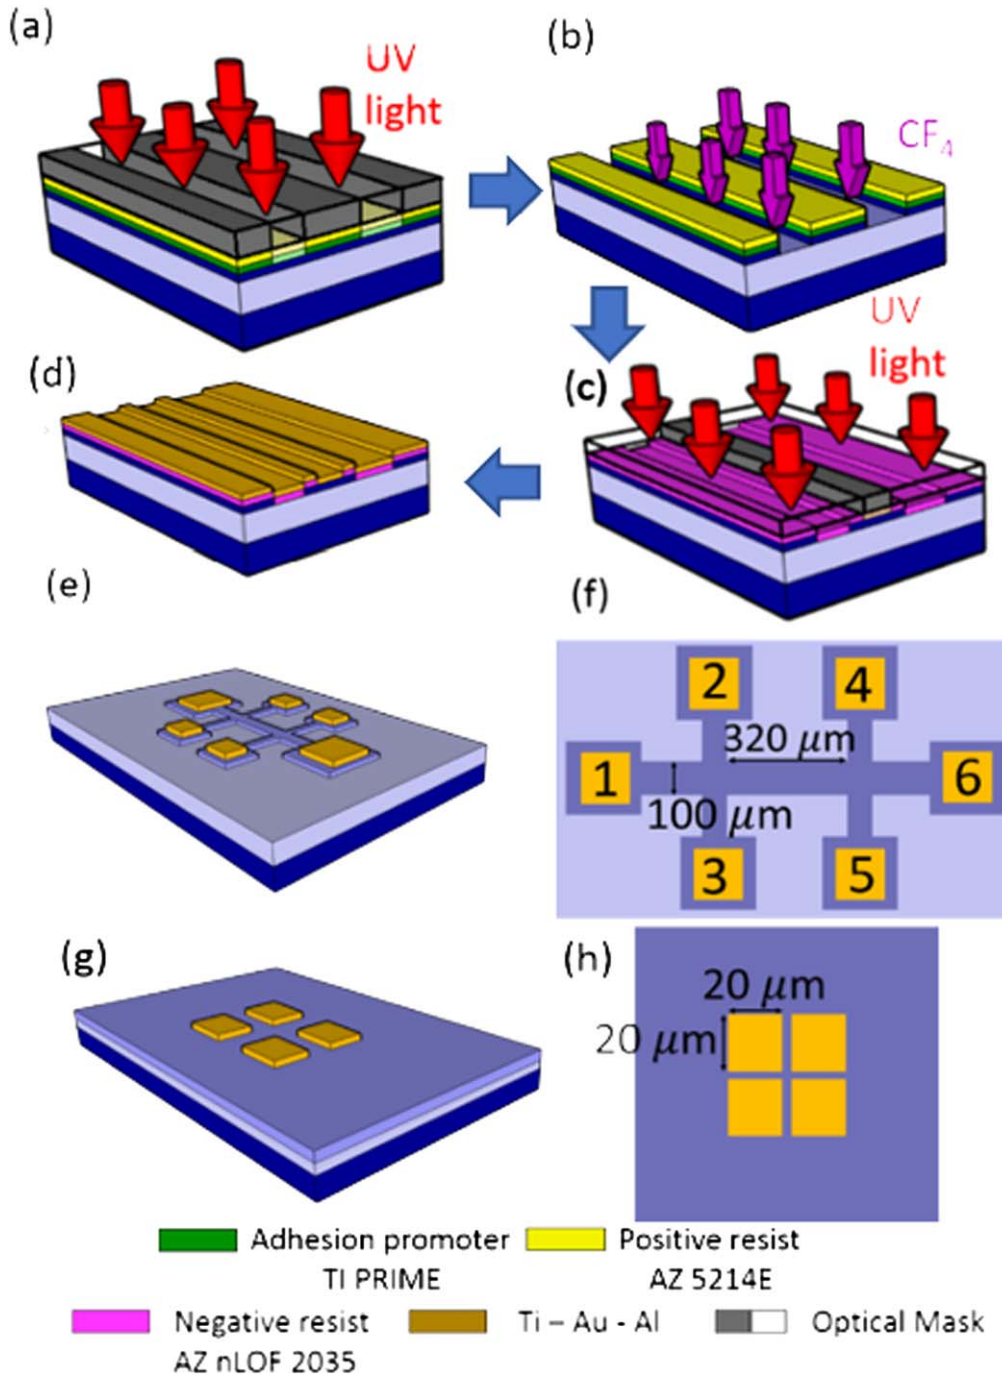 (a)
UV
light
(b)
CF₄
(c)
UV
light
(d)
(e)
(f)
2
4
320 μm
1
6
100 μm
3
5
(g)
(h)
20 μm
20 μm
Adhesion promoter
TI PRIME
Positive resist
AZ 5214E
Negative resist
AZ nLOF 2035
Ti – Au - Al
Optical Mask